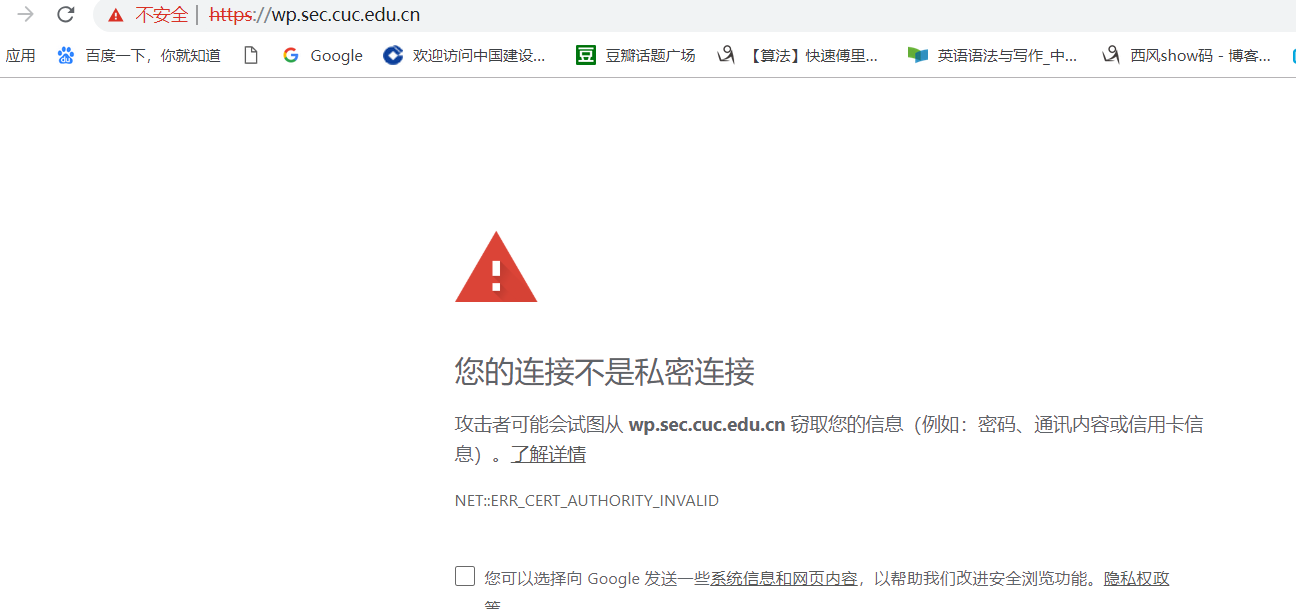 不安全 | https://wp.sec.cuc.edu.cn
应用 百度一下，你就知道 Google 欢迎访问中国建设... 豆瓣话题广场 【算法】快速傅里... 英语语法与写作_中... 西风show码 - 博客...
您的连接不是私密连接
攻击者可能会试图从 wp.sec.cuc.edu.cn 窃取您的信息（例如：密码、通讯内容或信用卡信
息）。了解详情
NET::ERR_CERT_AUTHORITY_INVALID
您可以选择向 Google 发送一些系统信息和网页内容，以帮助我们改进安全浏览功能。隐私权政